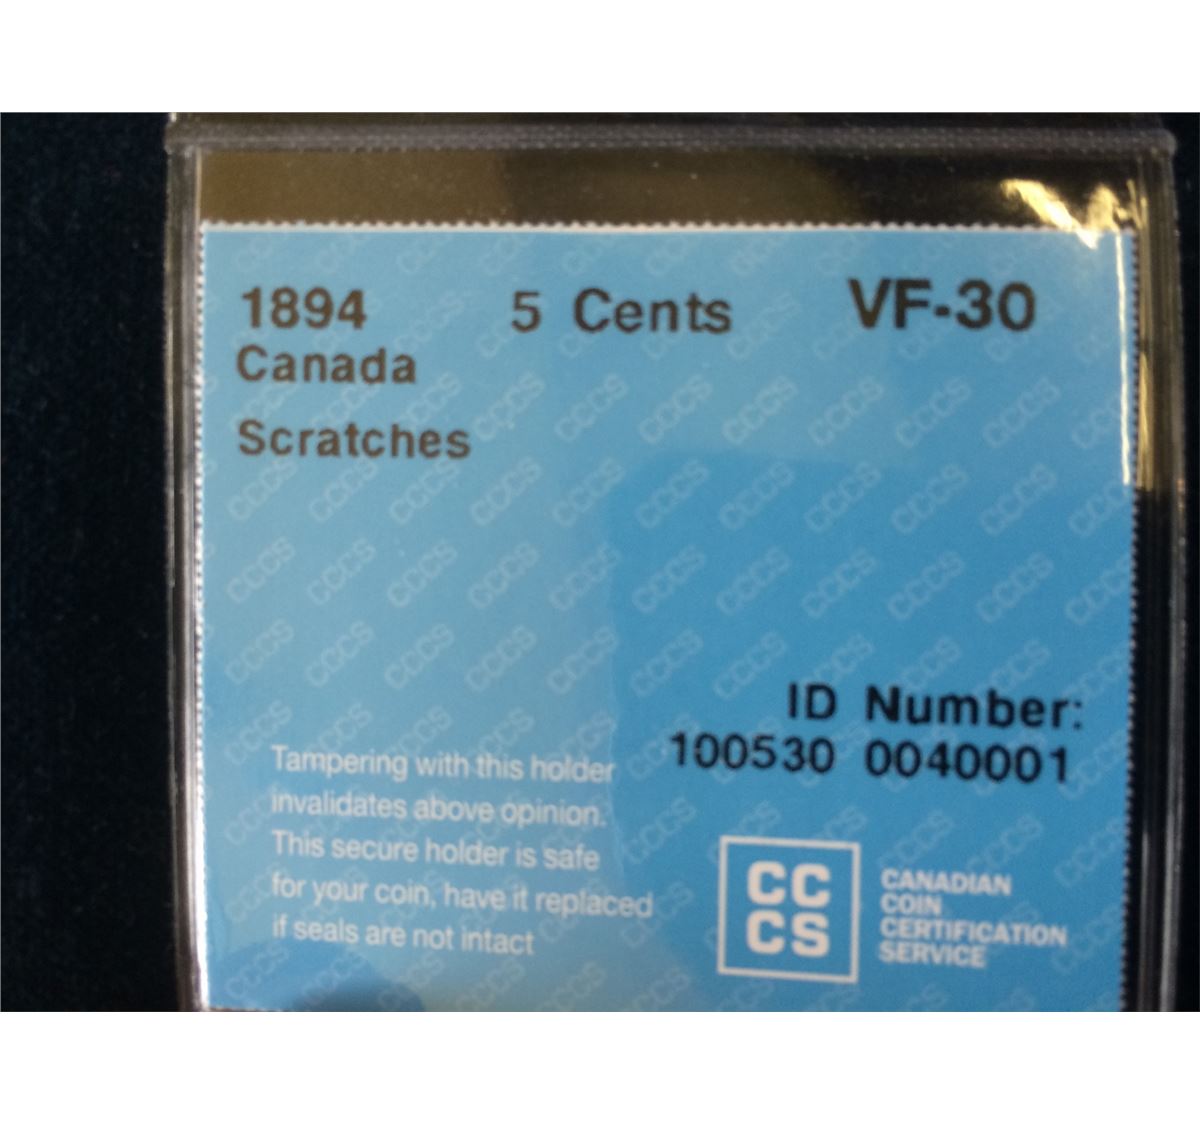 1894 5 Cents VF-30
Canada
Scratches
ID Number:
100530 0040001
Tampering with this holder
invalidates above opinion.
This secure holder is safe
for your coin, have it replaced
if seals are not intact
CC
CS
CANADIAN
COIN
CERTIFICATION
SERVICE